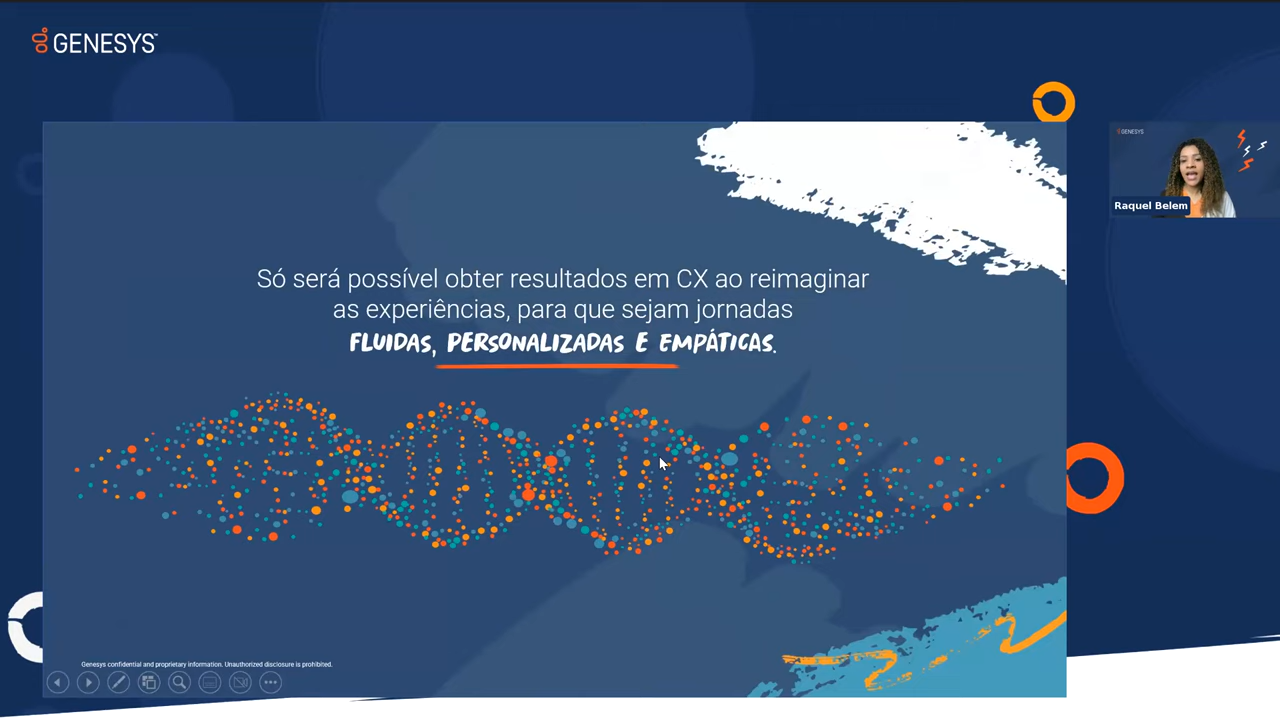 GENESYS™
GENESYS
Raquel Belem
Só será possível obter resultados em CX ao reimaginar
as experiências, para que sejam jornadas
FLUIDAS, PERSONALIZADAS E EMPÁTICAS.
Genesys confidential and proprietary information. Unauthorized disclosure is prohibited.